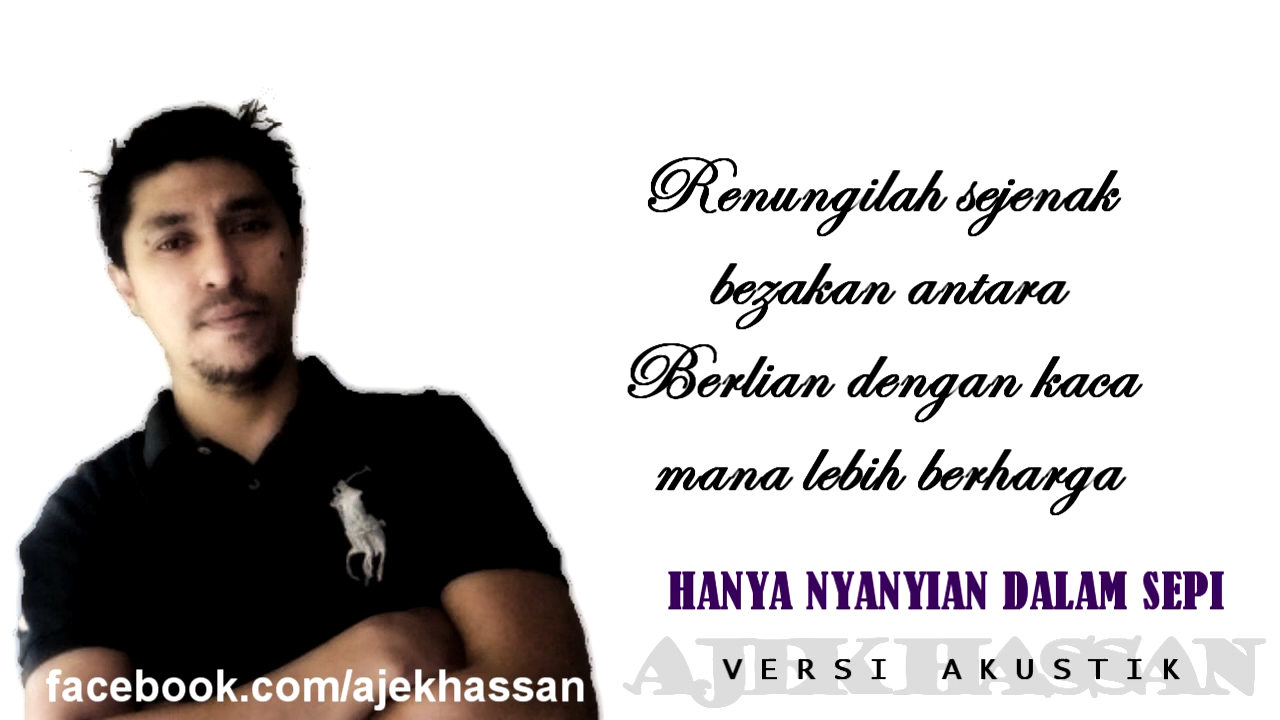 Renungilah sejenak
bezakan antara
Berlian dengan kaca
mana lebih berharga
HANYA NYANYIAN DALAM SEPI
AJEK HASSAN
VERSI AKUSTIK
facebook.com/ajekhassan